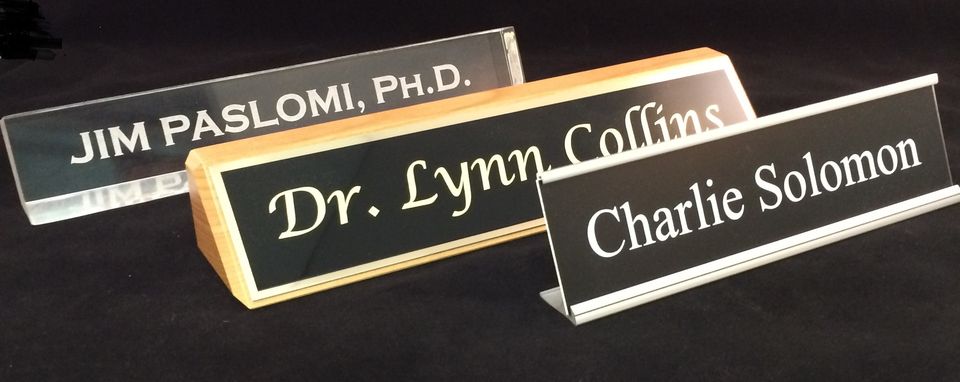 JIM PASLOMI, PH.D.
Dr. Lynn Collins
Charlie Solomon